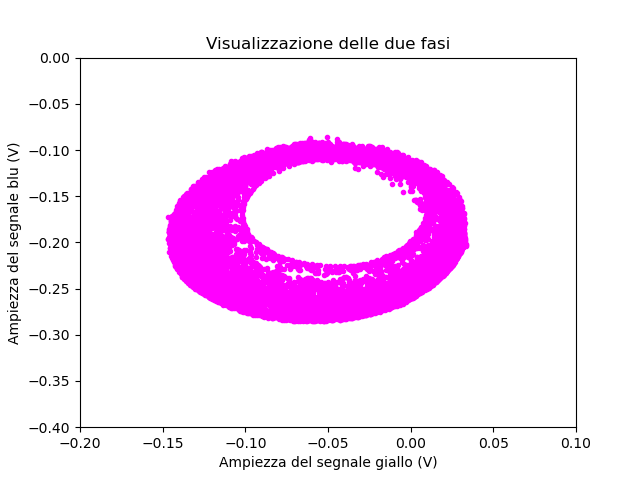 Visualizzazione delle due fasi
0.00
−0.05
−0.10
−0.15
−0.20
−0.25
−0.30
−0.35
−0.40
Ampiezza del segnale blu (V)
−0.20 −0.15 −0.10 −0.05 0.00 0.05 0.10
Ampiezza del segnale giallo (V)